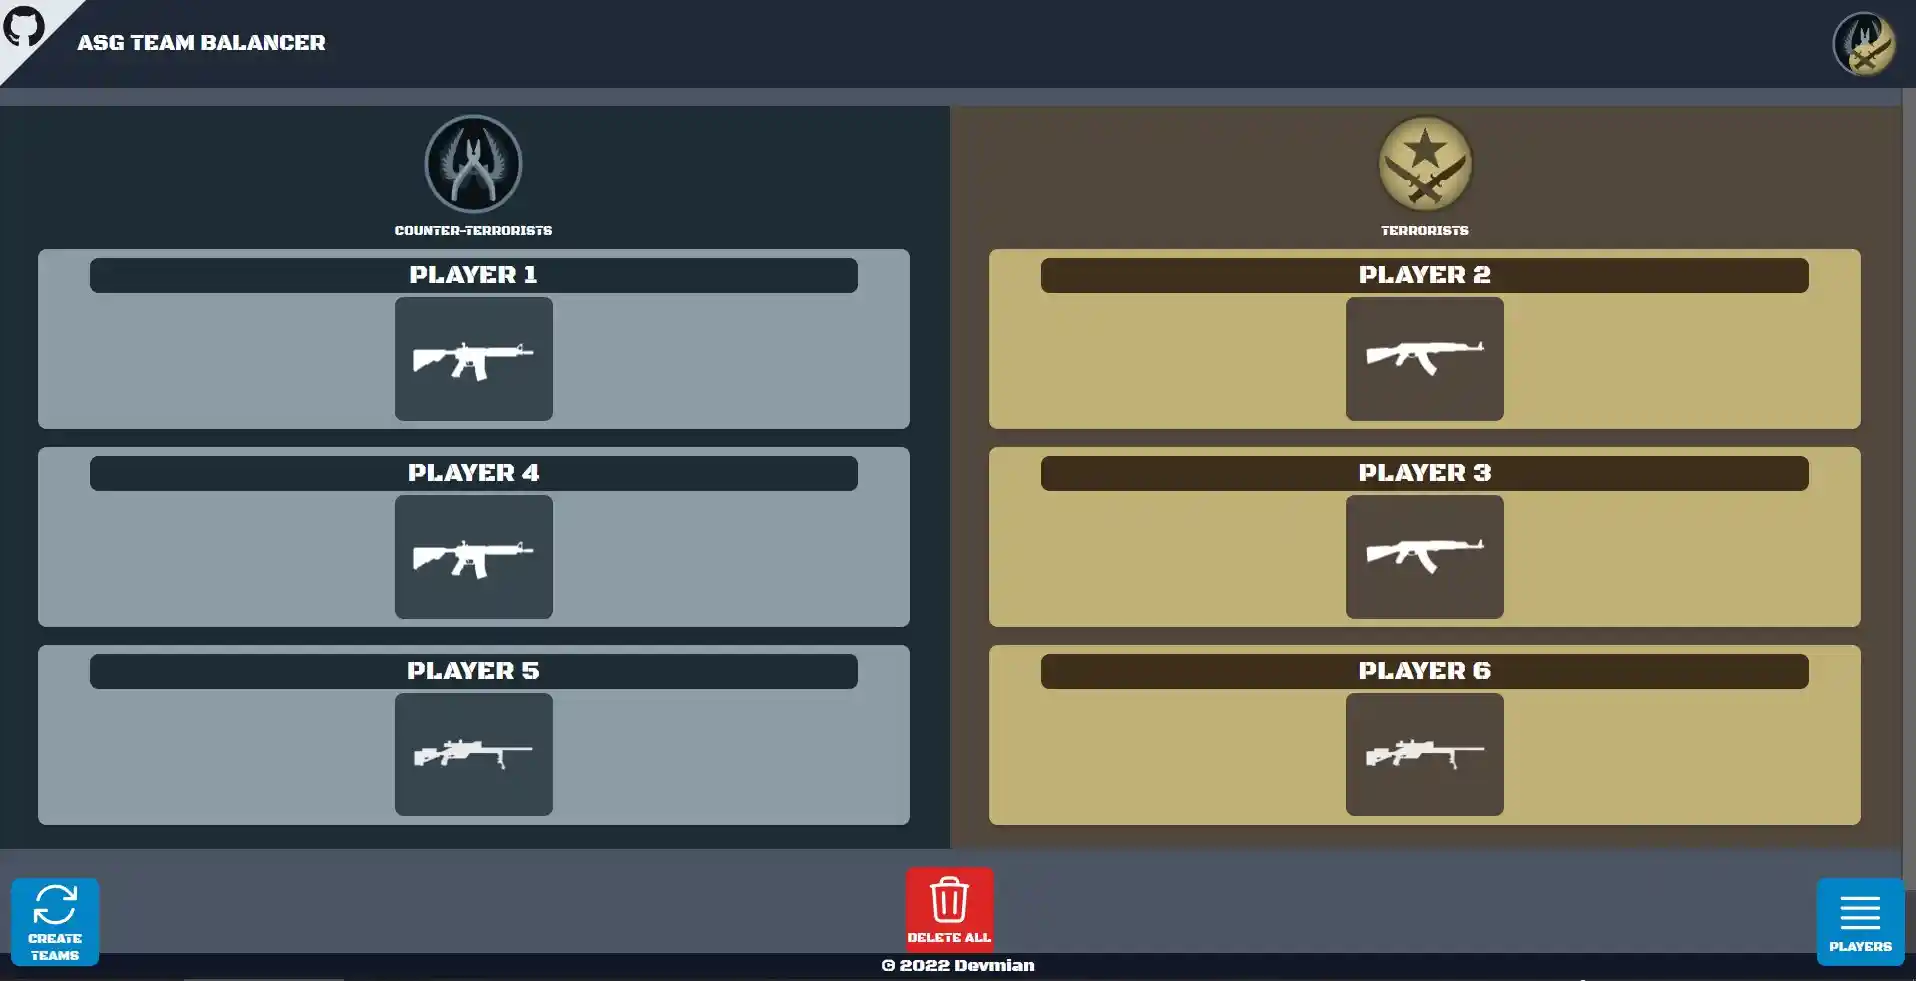 ASG TEAM BALANCER
COUNTER-TERRORISTS
PLAYER 1
PLAYER 4
PLAYER 5
TERRORISTS
PLAYER 2
PLAYER 3
PLAYER 6
CREATE
TEAMS
DELETE ALL
PLAYERS
© 2022 Devmian